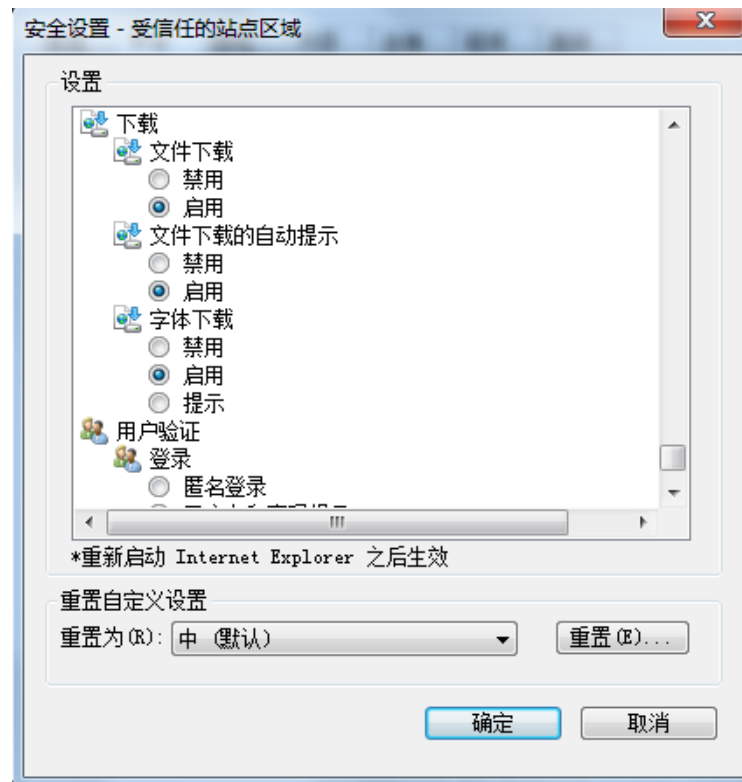 安全设置 - 受信任的站点区域
设置
下载
文件下载
禁用
启用
文件下载的自动提示
禁用
启用
字体下载
禁用
启用
提示
用户验证
登录
匿名登录
*重新启动 Internet Explorer 之后生效
重置自定义设置
重置为(R): 中 (默认) 重置(E)...
确定 取消